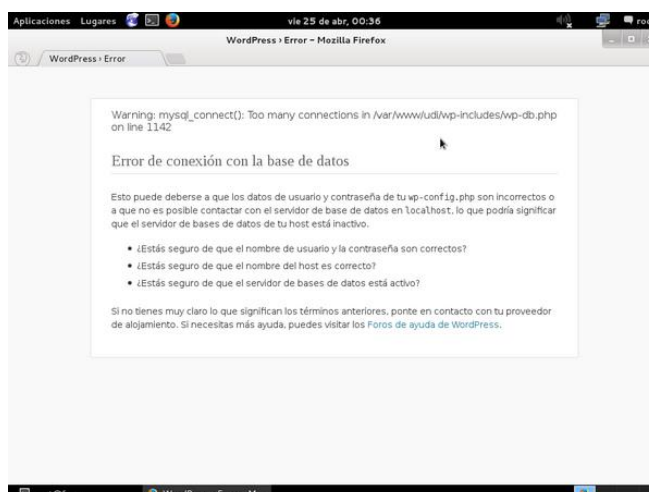 Aplicaciones Lugares vie 25 de abr, 00:36
WordPress › Error - Mozilla Firefox
WordPress › Error
Warning: mysql_connect(): Too many connections in /var/www/udi/wp-includes/wp-db.php
on line 1142
Error de conexión con la base de datos
Esto puede deberse a que los datos de usuario y contraseña de tu wp-config.php son incorrectos o
a que no es posible contactar con el servidor de base de datos en localhost, lo que podría significar
que el servidor de bases de datos de tu host está inactivo.
• ¿Estás seguro de que el nombre de usuario y la contraseña son correctos?
• ¿Estás seguro de que el nombre del host es correcto?
• ¿Estás seguro de que el servidor de bases de datos está activo?
Si no tienes muy claro lo que significan los términos anteriores, ponte en contacto con tu proveedor
de alojamiento. Si necesitas más ayuda, puedes visitar los Foros de ayuda de WordPress.